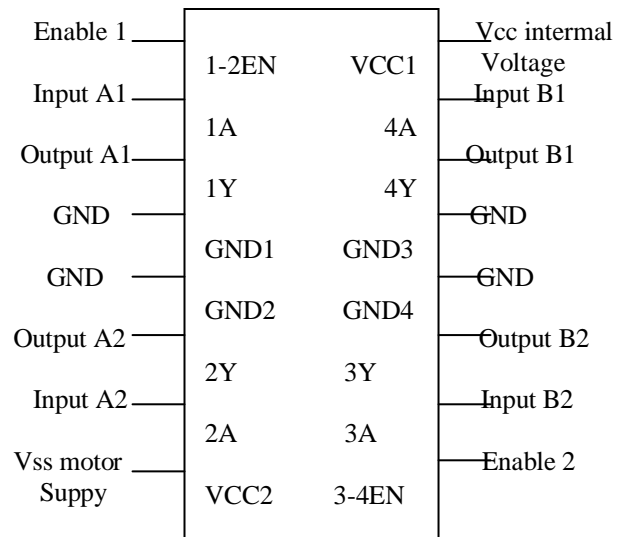 Enable 1
Vcc intermal
Voltage
1-2EN
VCC1
Input A1
Input B1
1A
4A
Output A1
Output B1
1Y
4Y
GND
GND
GND1
GND3
GND
GND
GND2
GND4
Output A2
Output B2
2Y
3Y
Input A2
Input B2
2A
3A
Vss motor
Suppy
Enable 2
VCC2
3-4EN